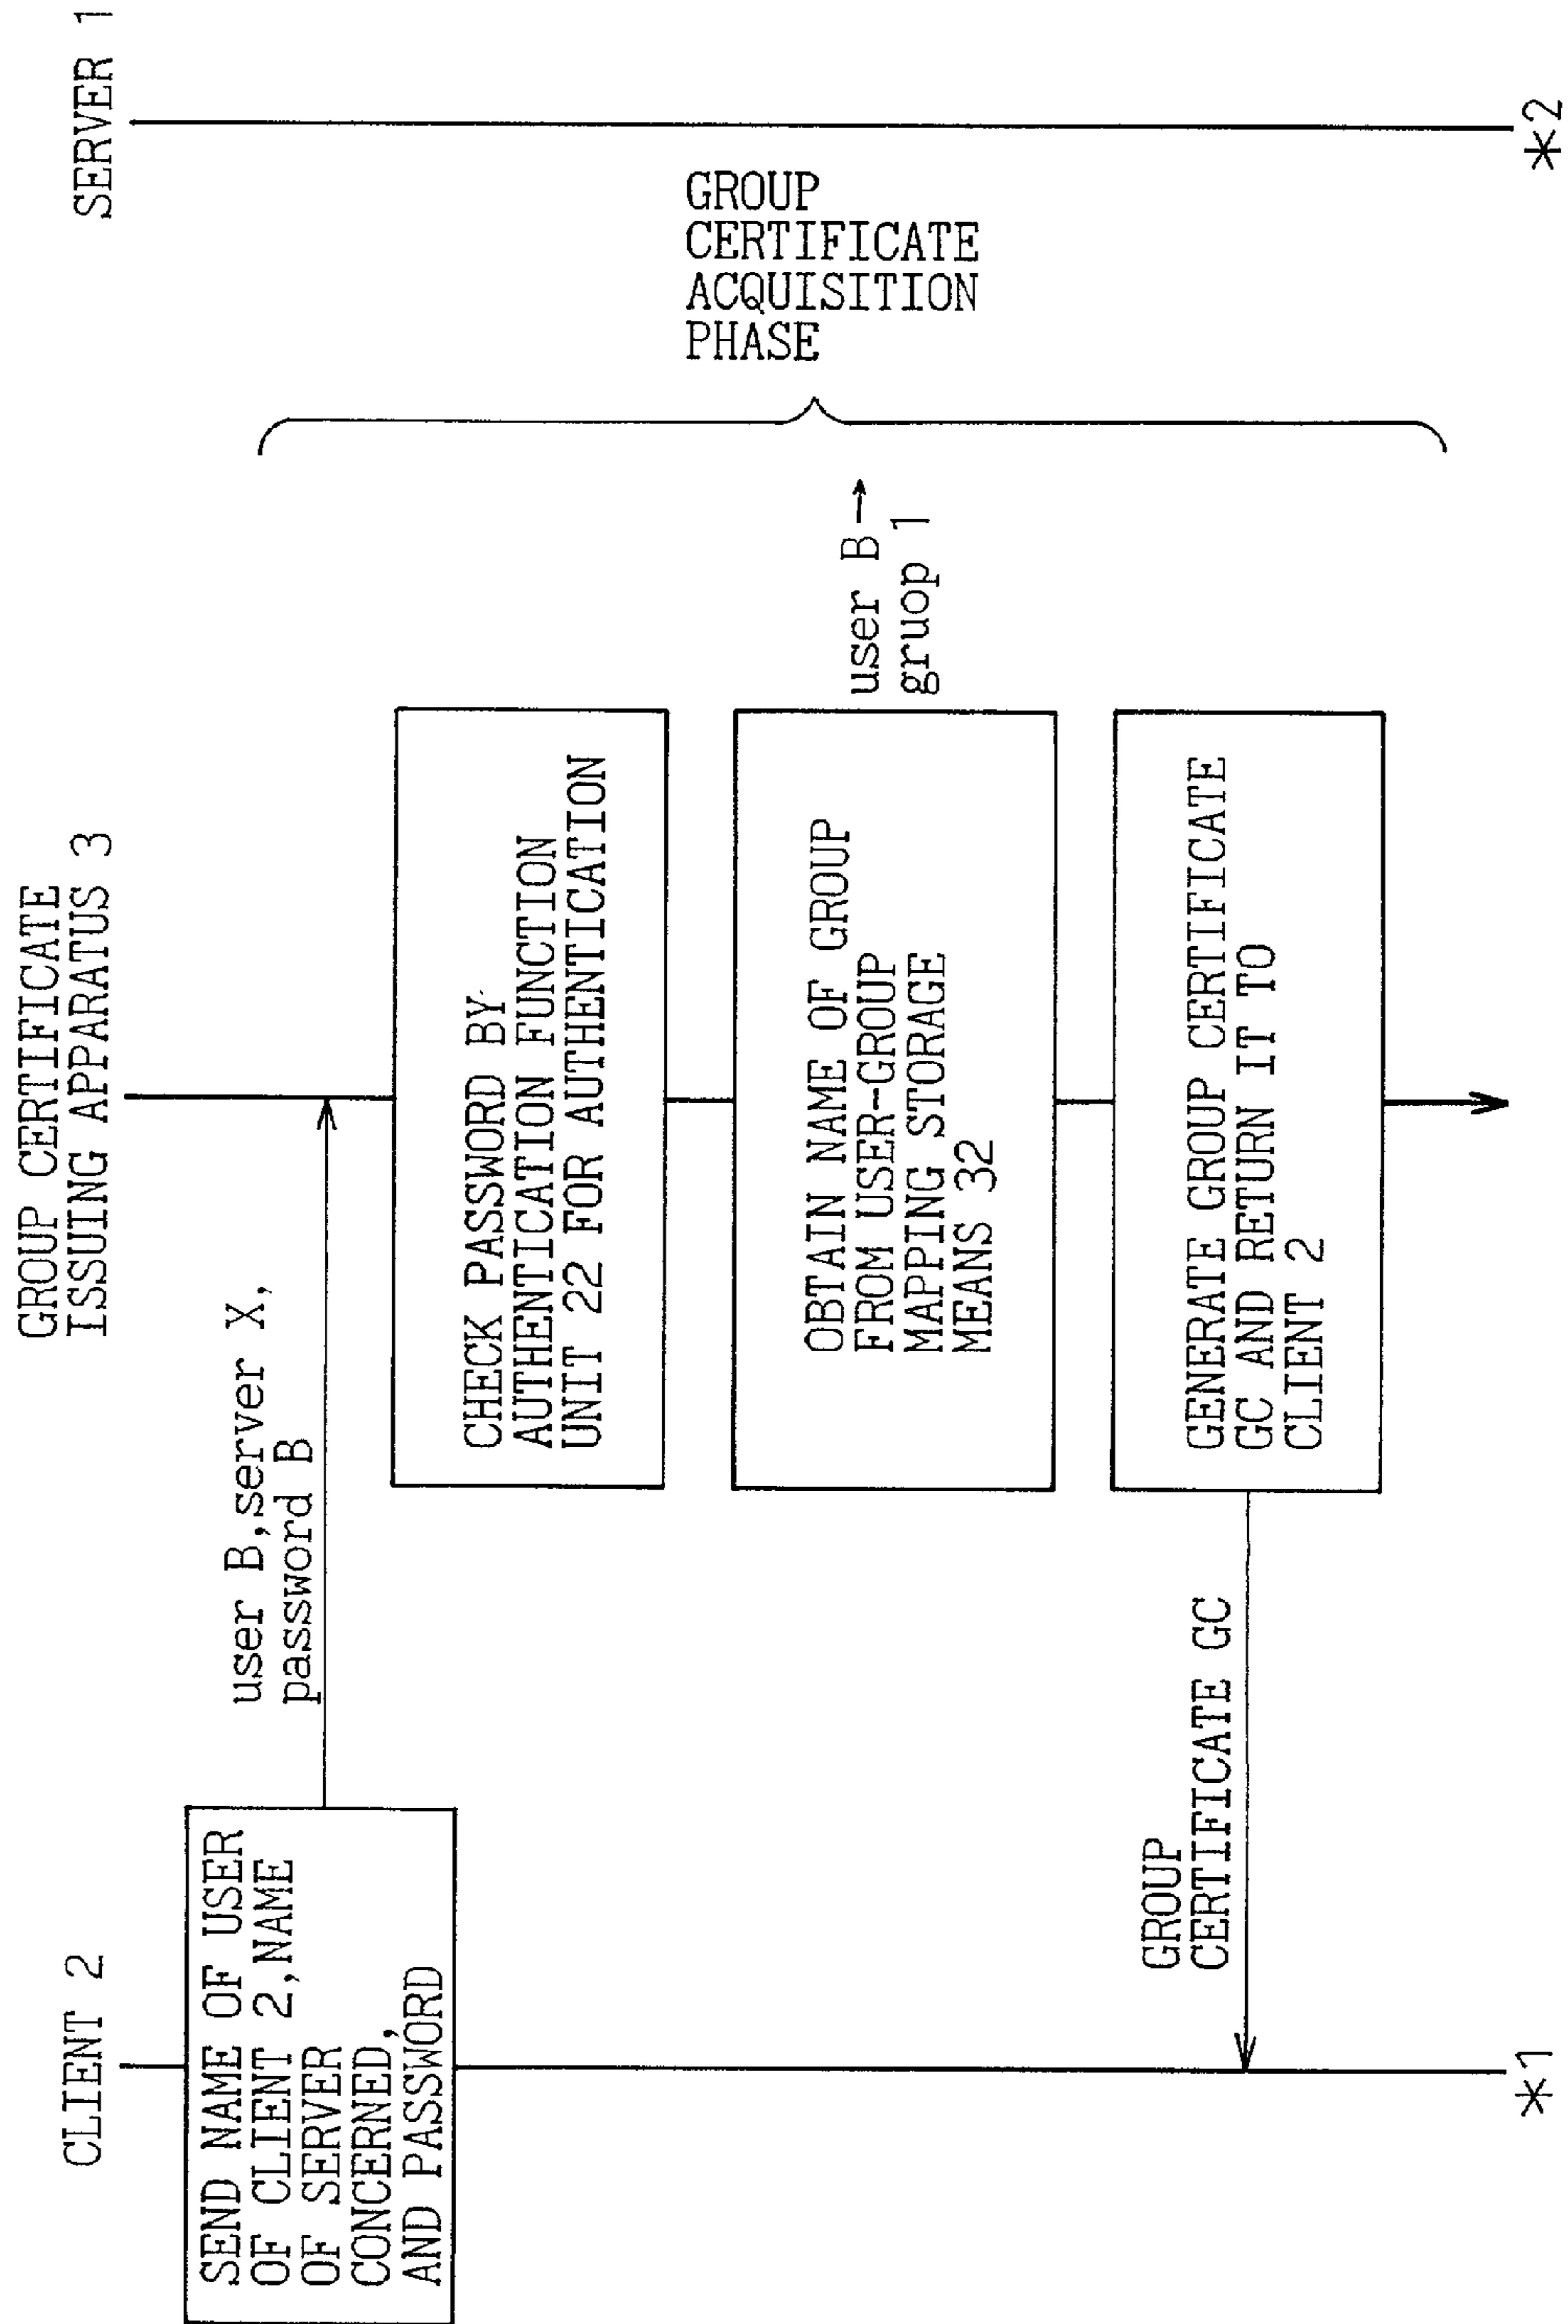 CLIENT 2
GROUP CERTIFICATE
ISSUING APPARATUS 3
SERVER 1
SEND NAME OF USER
OF CLIENT 2,NAME
OF SERVER
CONCERNED,
AND PASSWORD
user B,server X,
password B
CHECK PASSWORD BY
AUTHENTICATION FUNCTION
UNIT 22 FOR AUTHENTICATION
OBTAIN NAME OF GROUP
FROM USER-GROUP
MAPPING STORAGE
MEANS 32
user B→
gruop 1
GROUP
CERTIFICATE
ACQUISITION
PHASE
GENERATE GROUP CERTIFICATE
GC AND RETURN IT TO
CLIENT 2
GROUP
CERTIFICATE GC
*1
*2